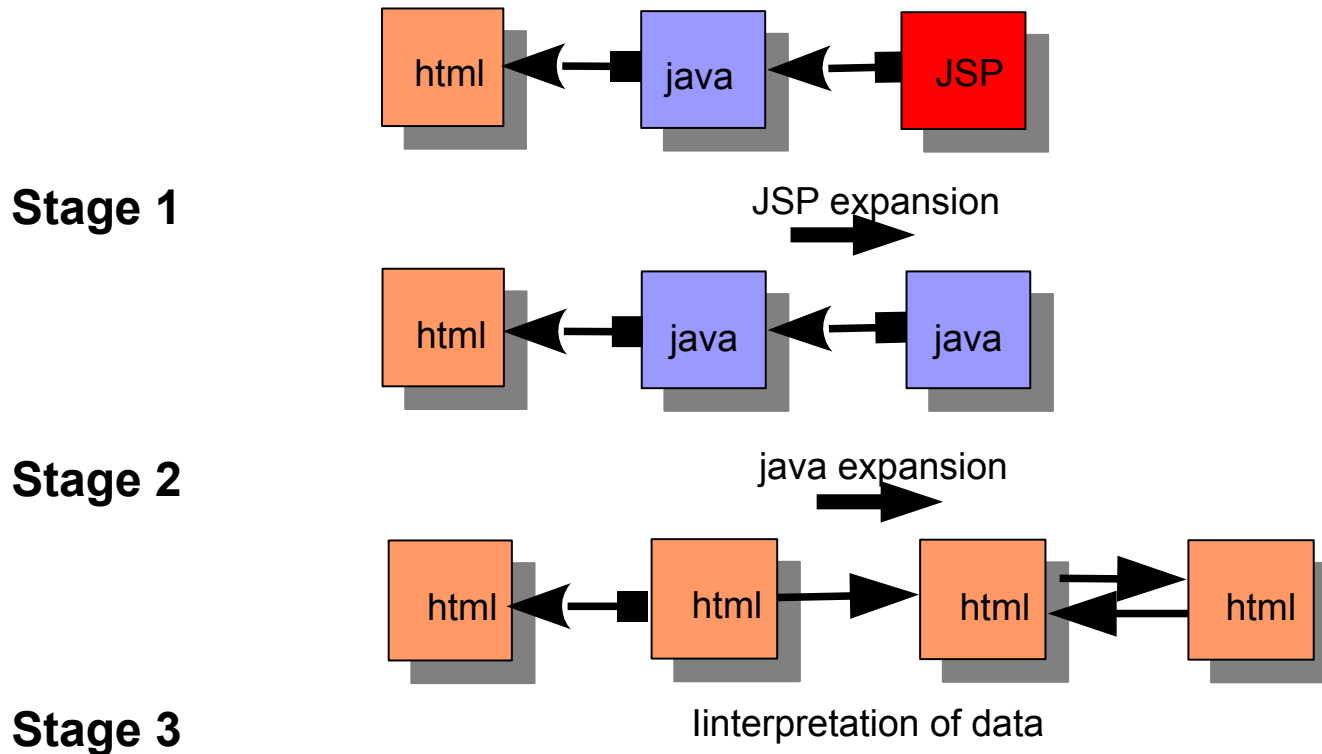 html java JSP
Stage 1 JSP expansion
html java java
Stage 2 java expansion
html html html html
Stage 3 Iinterpretation of data